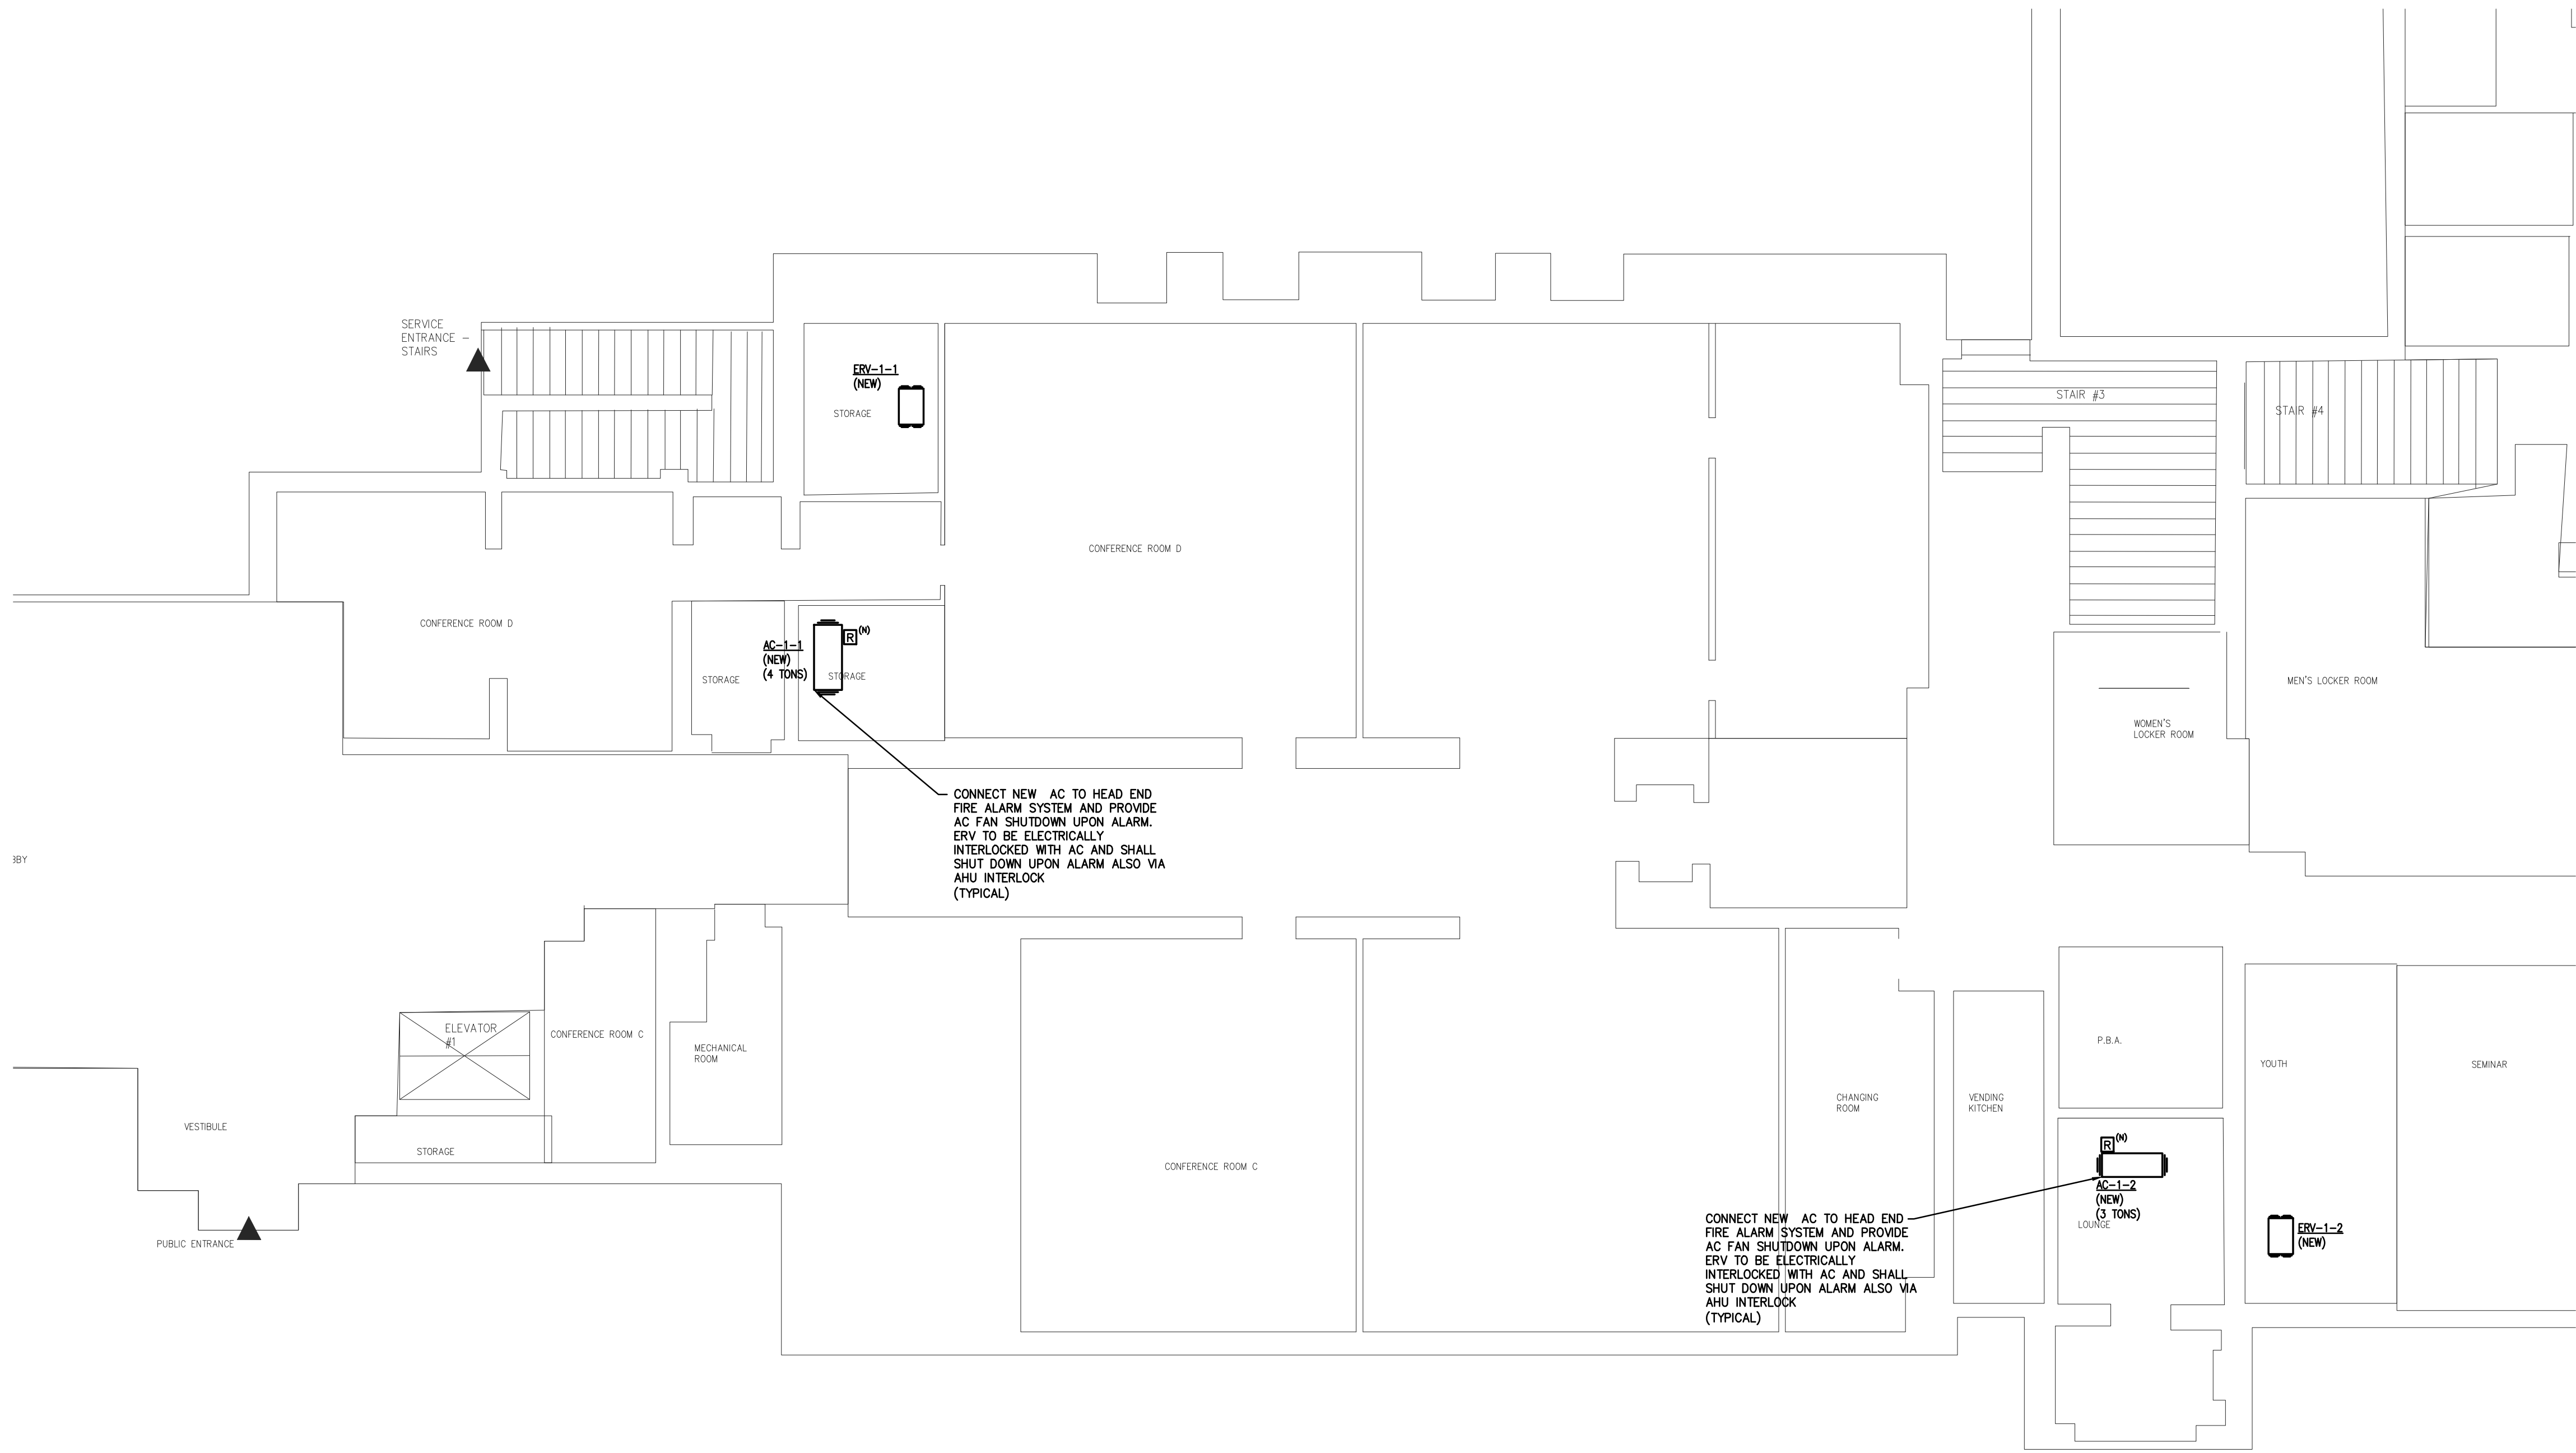 SERVICE
ENTRANCE -
STAIRS
ERV-1-1
(NEW)
STORAGE
STAIR #3
STAIR #4
CONFERENCE ROOM D
CONFERENCE ROOM D
AC-1-1
(NEW)
(4 TONS)
R (N)
STORAGE
STORAGE
MEN'S LOCKER ROOM
WOMEN'S
LOCKER ROOM
CONNECT NEW AC TO HEAD END
FIRE ALARM SYSTEM AND PROVIDE
AC FAN SHUTDOWN UPON ALARM.
ERV TO BE ELECTRICALLY
INTERLOCKED WITH AC AND SHALL
SHUT DOWN UPON ALARM ALSO VIA
AHU INTERLOCK
(TYPICAL)
ELEVATOR
#1
CONFERENCE ROOM C
MECHANICAL
ROOM
P.B.A.
YOUTH
SEMINAR
CHANGING
ROOM
VENDING
KITCHEN
VESTIBULE
STORAGE
CONFERENCE ROOM C
PUBLIC ENTRANCE
R (N)
AC-1-2
(NEW)
(3 TONS)
LOUNGE
ERV-1-2
(NEW)
CONNECT NEW AC TO HEAD END
FIRE ALARM SYSTEM AND PROVIDE
AC FAN SHUTDOWN UPON ALARM.
ERV TO BE ELECTRICALLY
INTERLOCKED WITH AC AND SHALL
SHUT DOWN UPON ALARM ALSO VIA
AHU INTERLOCK
(TYPICAL)